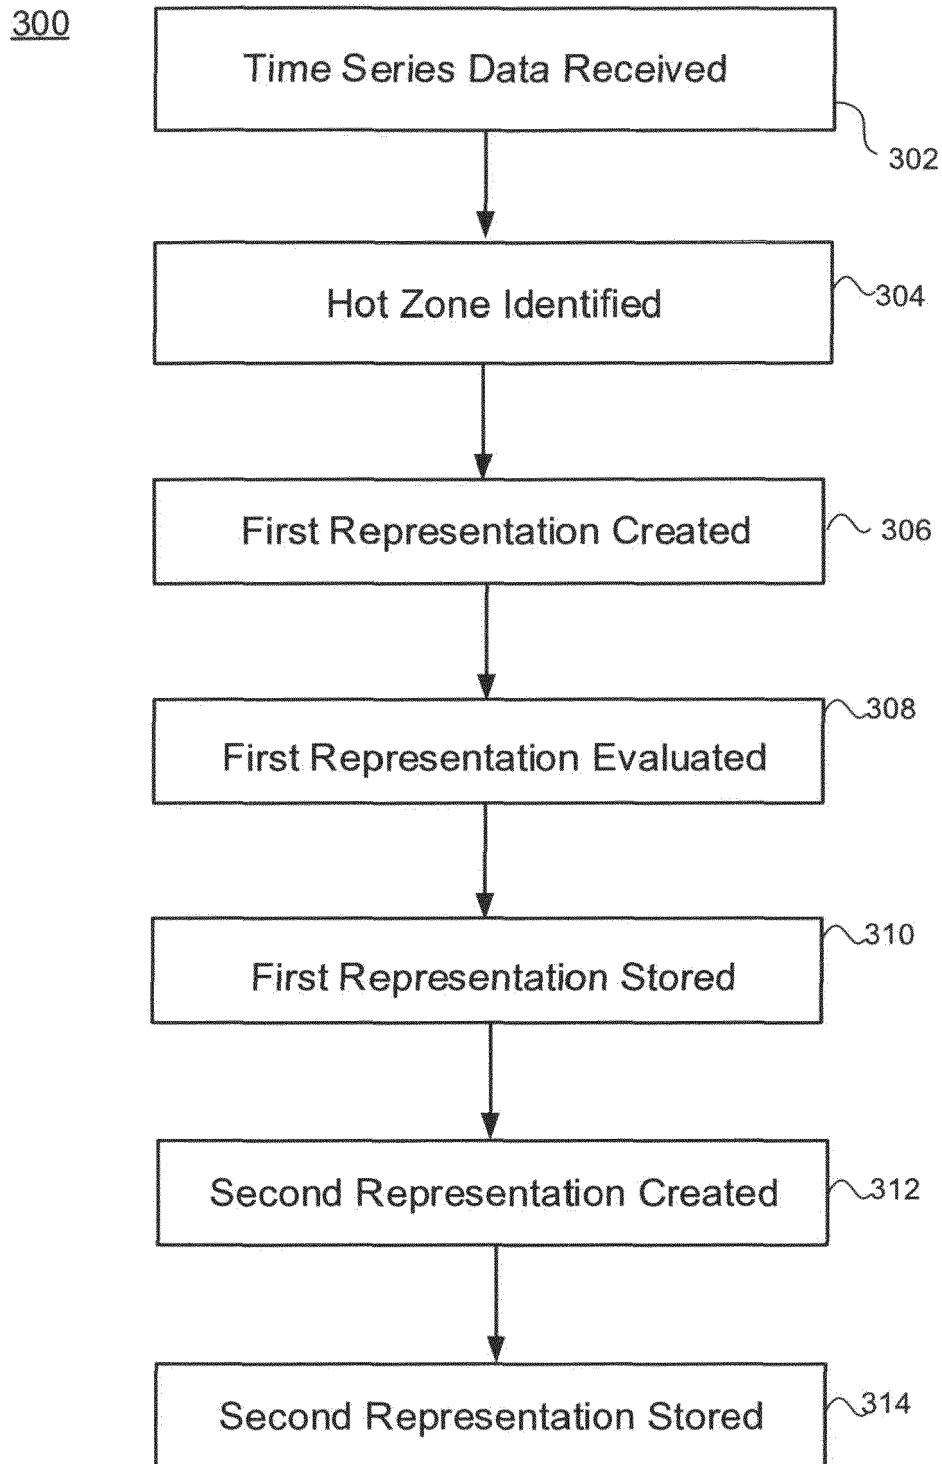 300
Time Series Data Received
302
Hot Zone Identified
304
First Representation Created
306
308
First Representation Evaluated
310
First Representation Stored
Second Representation Created
312
314
Second Representation Stored